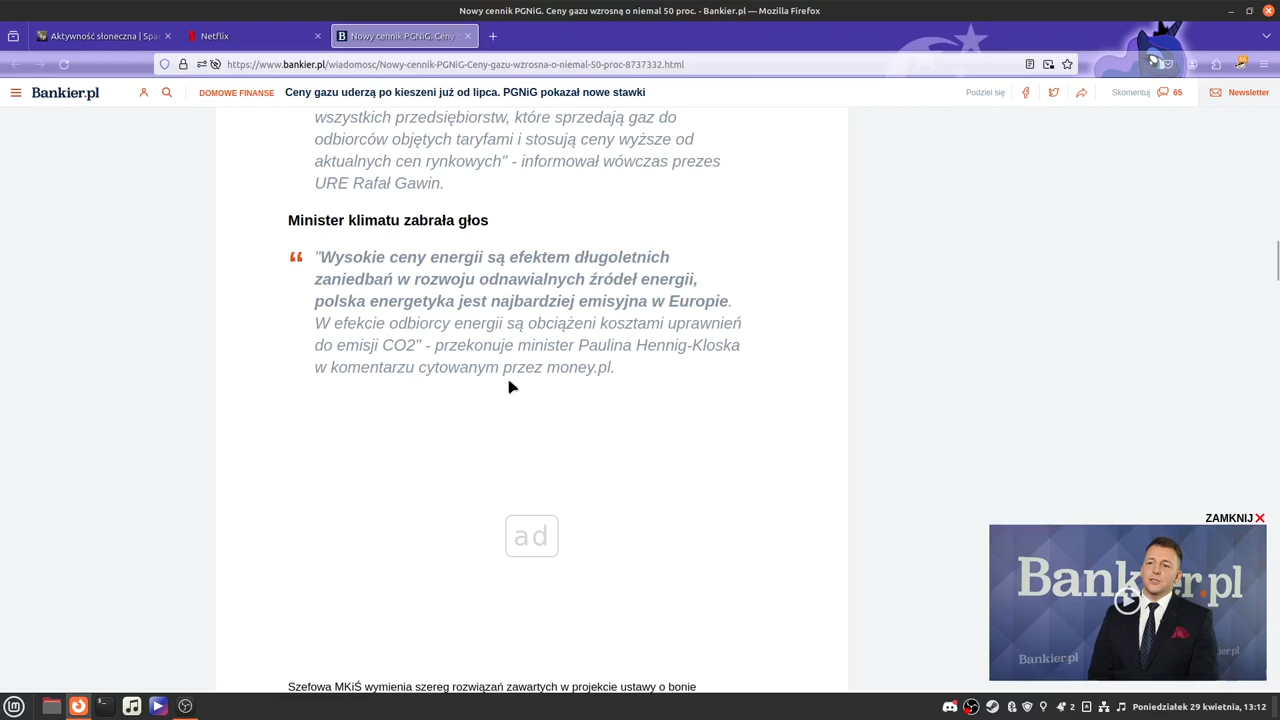 Nowy cennik PGNiG. Ceny gazu wzrosną o niemal 50 proc. - Bankier.pl — Mozilla Firefox
Aktywność słoneczna | Spac
Netflix
Nowy cennik PGNiG. Ceny g
https://www.bankier.pl/wiadomosc/Nowy-cennik-PGNiG-Ceny-gazu-wzrosna-o-niemal-50-proc-8737332.html
Bankier.pl
DOMOWE FINANSE
Ceny gazu uderzą po kieszeni już od lipca. PGNiG pokazał nowe stawki
Podziel się
Skomentuj 65
Newsletter
wszystkich przedsiębiorstw, które sprzedają gaz do
odbiorców objętych taryfami i stosują ceny wyższe od
aktualnych cen rynkowych" - informował wówczas prezes
URE Rafał Gawin.
Minister klimatu zabrała głos
"Wysokie ceny energii są efektem długoletnich
zaniedbań w rozwoju odnawialnych źródeł energii,
polska energetyka jest najbardziej emisyjna w Europie.
W efekcie odbiorcy energii są obciążeni kosztami uprawnień
do emisji CO2" - przekonuje minister Paulina Hennig-Kloska
w komentarzu cytowanym przez money.pl.
ad
ZAMKNIJ
Bankier.pl
Bankier.pl
ier.pl
Szefowa MKiŚ wymienia szereg rozwiązań zawartych w projekcie ustawy o bonie
2
Poniedziałek 29 kwietnia, 13:12